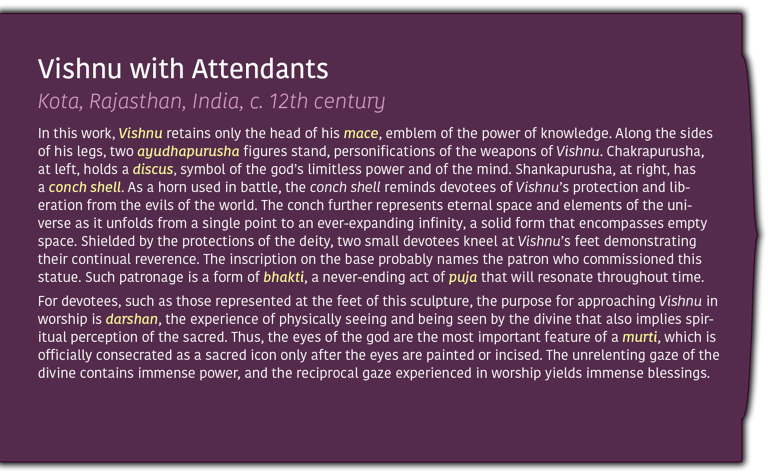 Vishnu with Attendants
Kota, Rajasthan, India, c. 12th century
In this work, Vishnu retains only the head of his mace, emblem of the power of knowledge. Along the sides
of his legs, two ayudhapurusha figures stand, personifications of the weapons of Vishnu. Chakrapurusha,
at left, holds a discus, symbol of the god's limitless power and of the mind. Shankapurusha, at right, has
a conch shell. As a horn used in battle, the conch shell reminds devotees of Vishnu's protection and lib-
eration from the evils of the world. The conch further represents eternal space and elements of the uni-
verse as it unfolds from a single point to an ever-expanding infinity, a solid form that encompasses empty
space. Shielded by the protections of the deity, two small devotees kneel at Vishnu's feet demonstrating
their continual reverence. The inscription on the base probably names the patron who commissioned this
statue. Such patronage is a form of bhakti, a never-ending act of puja that will resonate throughout time.
For devotees, such as those represented at the feet of this sculpture, the purpose for approaching Vishnu in
worship is darshan, the experience of physically seeing and being seen by the divine that also implies spir-
itual perception of the sacred. Thus, the eyes of the god are the most important feature of a murti, which is
officially consecrated as a sacred icon only after the eyes are painted or incised. The unrelenting gaze of the
divine contains immense power, and the reciprocal gaze experienced in worship yields immense blessings.